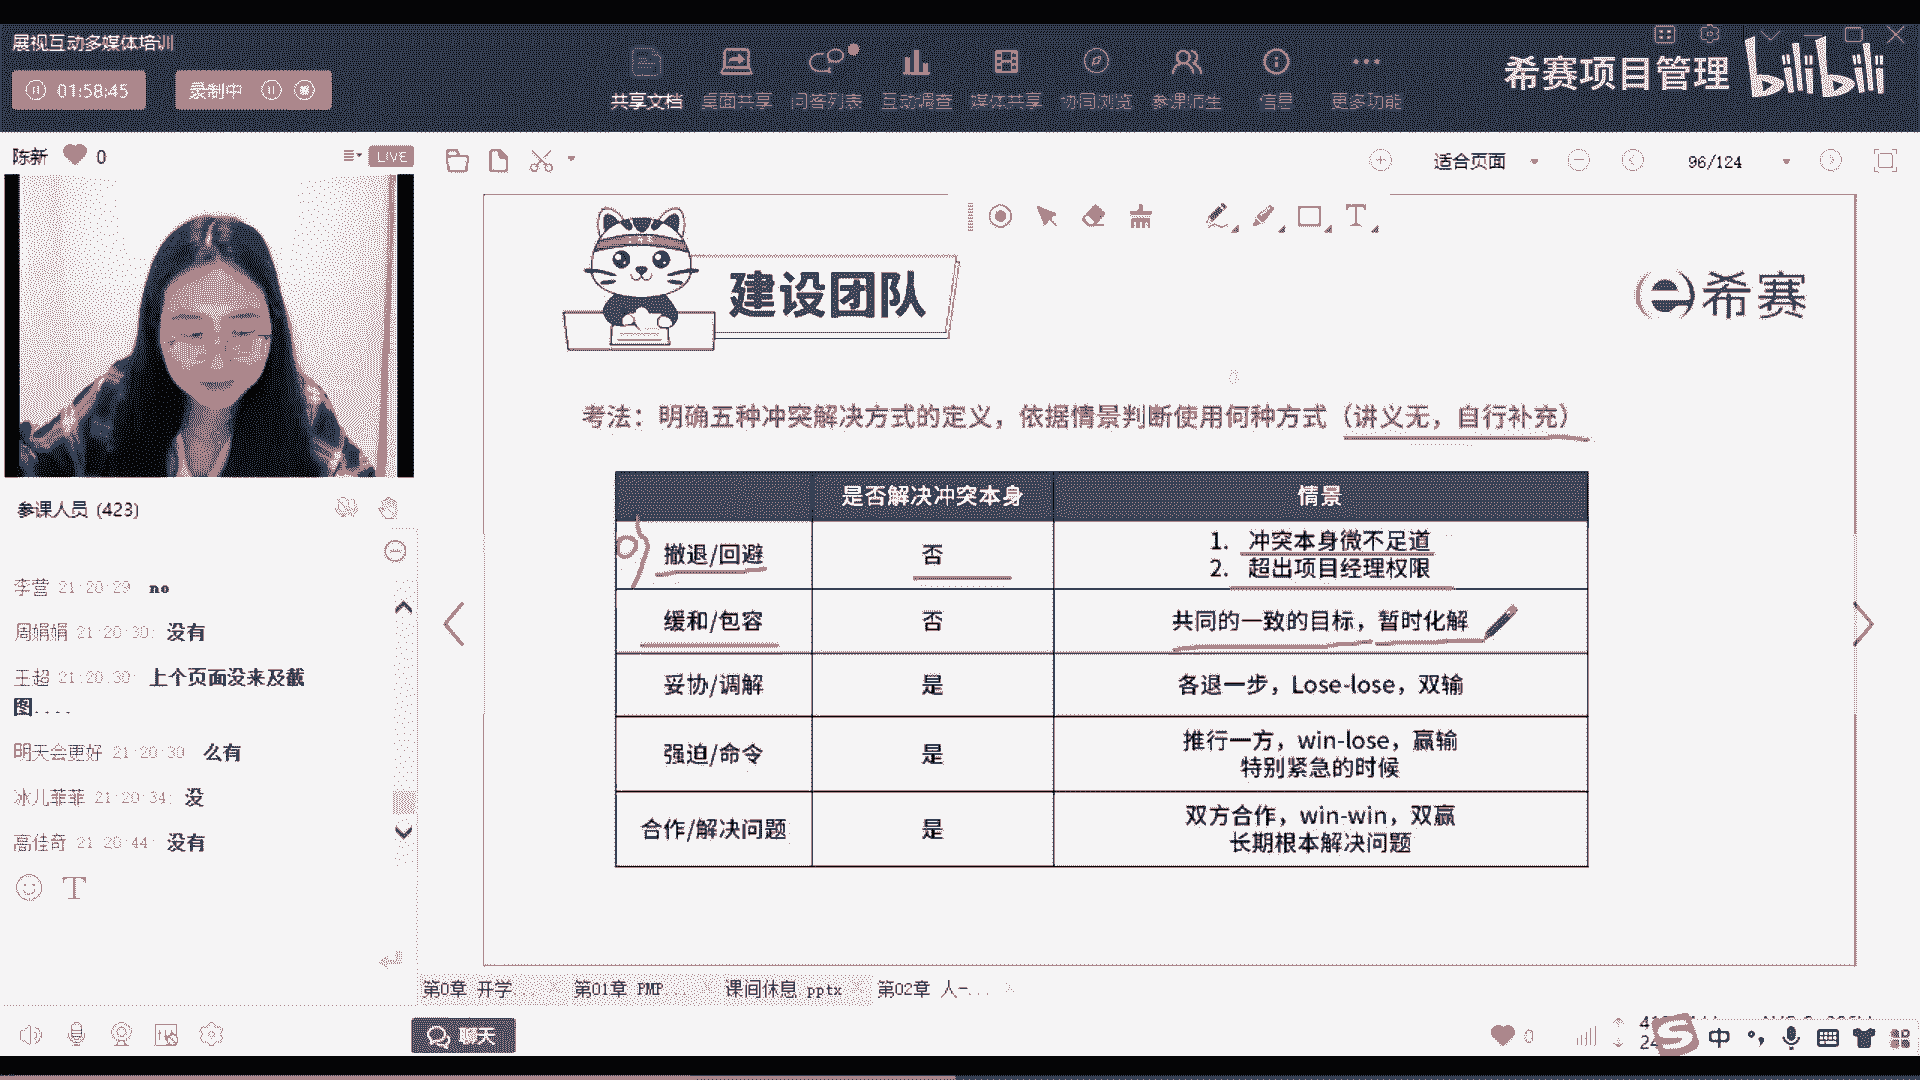 展视互动多媒体培训
01:58:45
录制中
共享文档
桌面共享
问答列表
互动调查
媒体共享
协同浏览
参课师生
信息
更多功能
希赛项目管理
bilibili
陈新
0
LIVE
适合页面
96/124
建设团队
希赛
考法：明确五种冲突解决方式的定义，依据情景判断使用何种方式（讲义无，自行补充）
是否解决冲突本身
情景
撤退/回避
否
1. 冲突本身微不足道
2. 超出项目经理权限
缓和/包容
否
共同的一致的目标，暂时化解
妥协/调解
是
各退一步，Lose-lose，双输
强迫/命令
是
推行一方，win-lose，赢输
特别紧急的时候
合作/解决问题
是
双方合作，win-win，双赢
长期根本解决问题
参课人员 (423)
李营 21:20:29 no
周娟娟 21:20:30: 没有
王超 21:20:30: 上个页面没来及截
图....
明天会更好 21:20:30 么有
冰儿菲菲 21:20:34: 没
高佳奇 21:20:44: 没有
T
第0章 开学...
第01章 PMP ...
课间休息 pptx
第02章 人-...
聊天
0
中